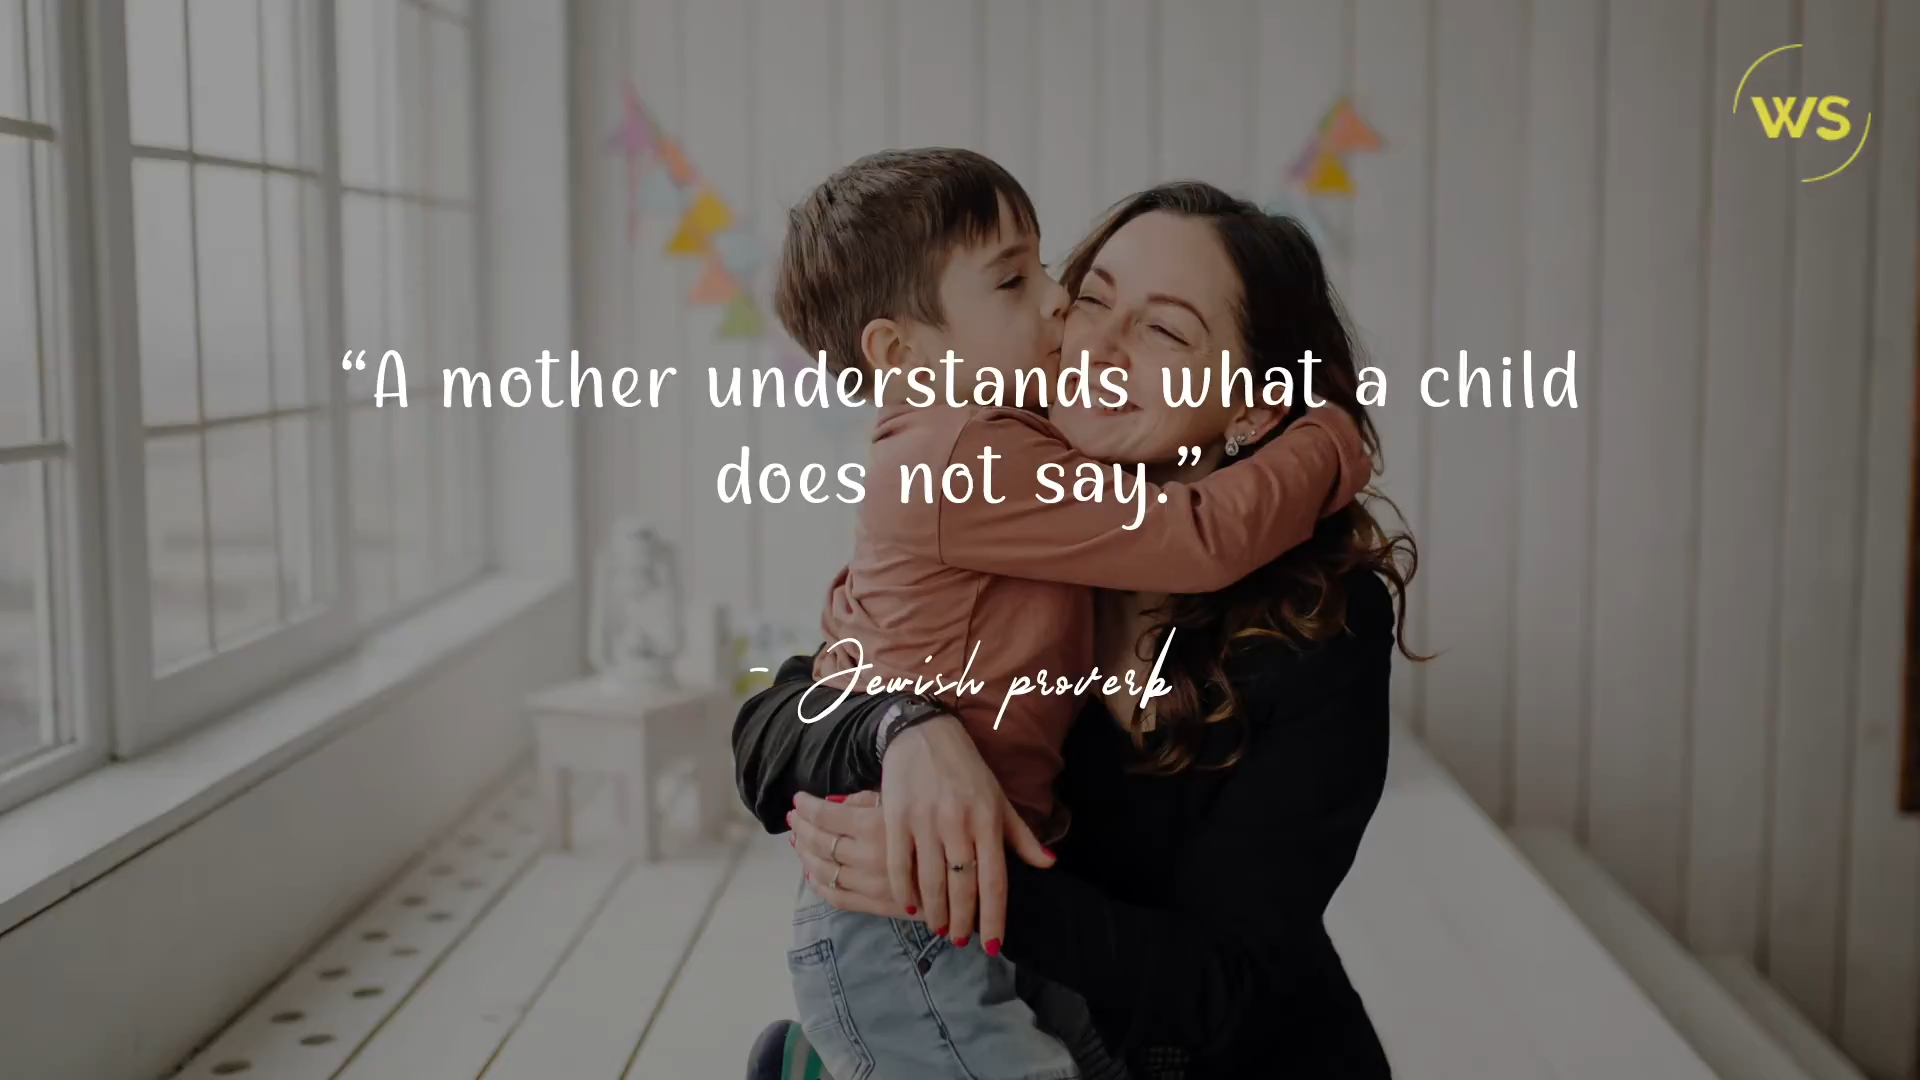 WS
“A mother understands what a child
does not say.”
- Jewish proverb